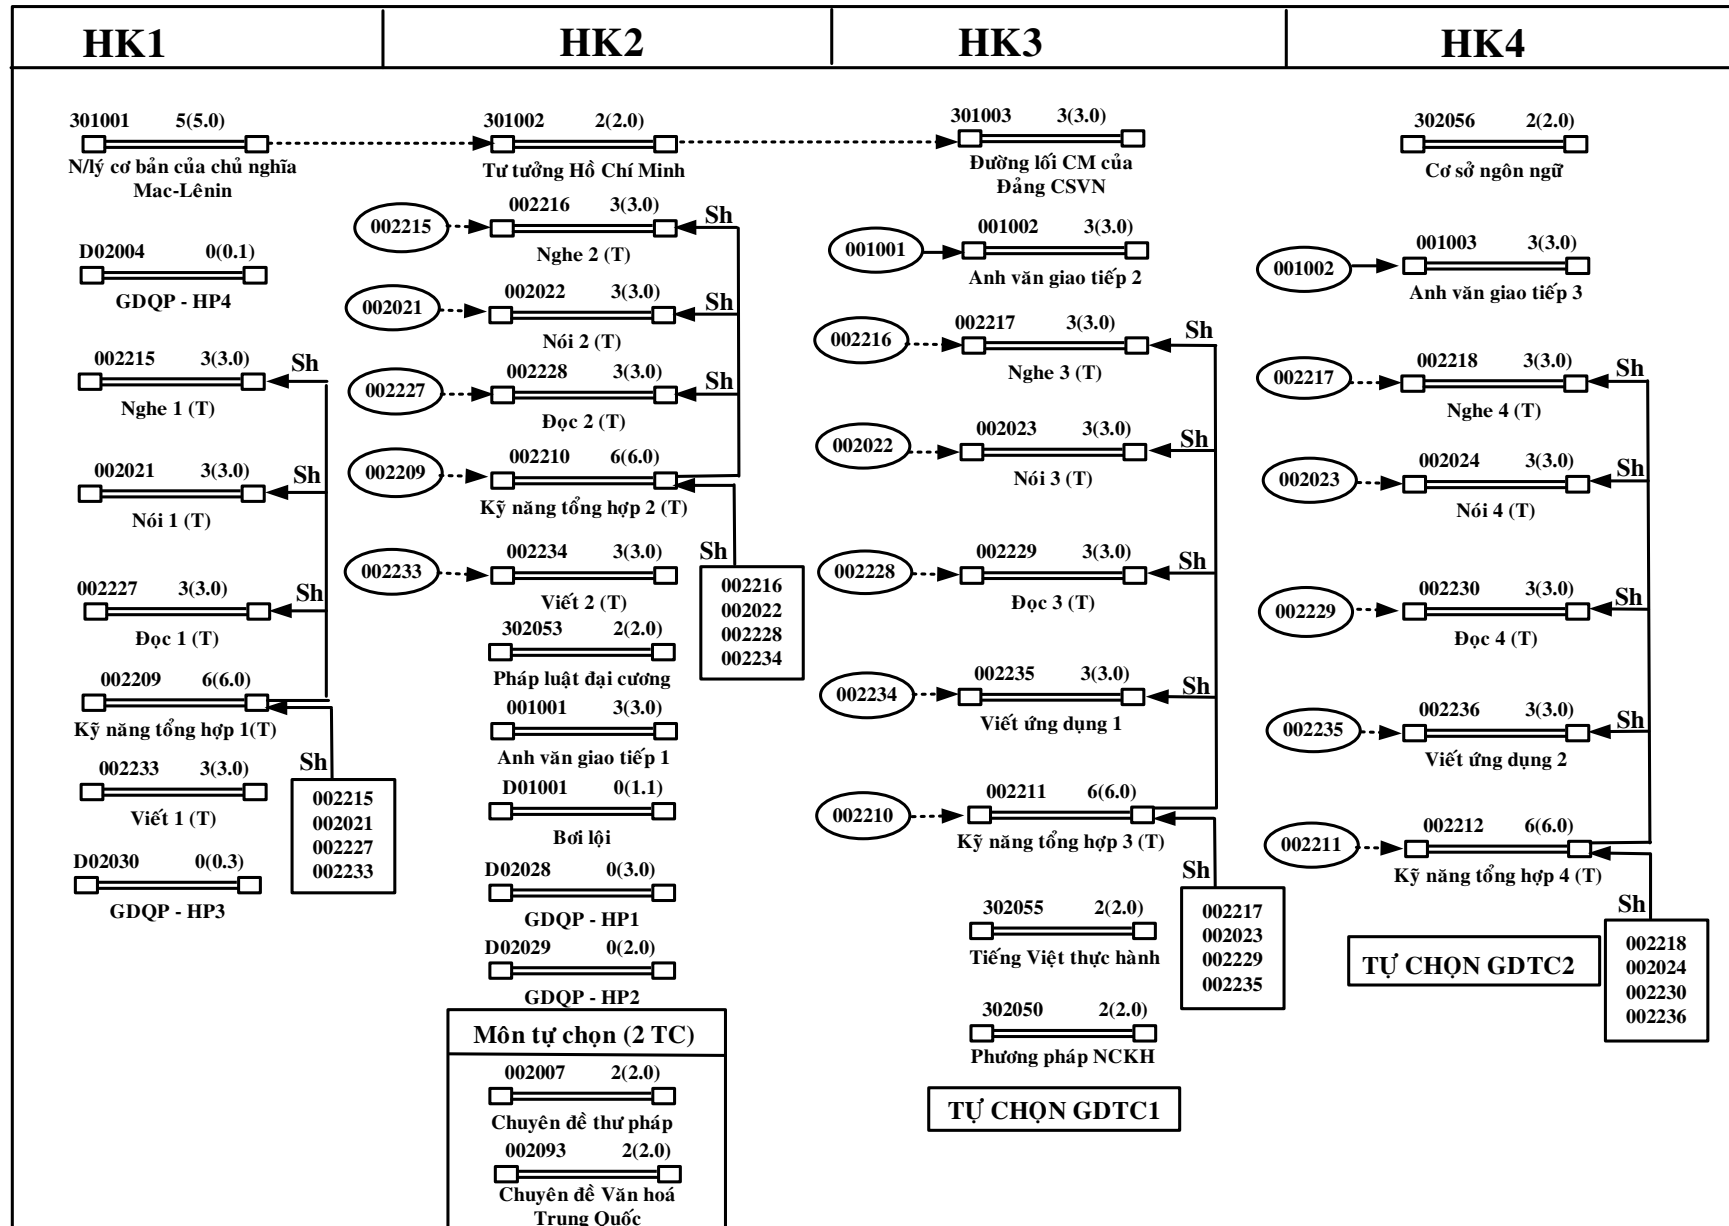 HK1
HK2
HK3
HK4
301001 5(5.0)
N/lý cơ bản của chủ nghĩa
Mac-Lênin
D02004 0(0.1)
GDQP - HP4
002215 3(3.0)
Sh
Nghe 1 (T)
002021 3(3.0)
Sh
Nói 1 (T)
002227 3(3.0)
Sh
Đọc 1 (T)
002209 6(6.0)
Kỹ năng tổng hợp 1(T)
Sh
002215
002021
002227
002233
002233 3(3.0)
Viết 1 (T)
D02030 0(0.3)
GDQP - HP3
301002 2(2.0)
Tư tưởng Hồ Chí Minh
002215
002216 3(3.0)
Sh
Nghe 2 (T)
002021
002022 3(3.0)
Sh
Nói 2 (T)
002227
002228 3(3.0)
Sh
Đọc 2 (T)
002209
002210 6(6.0)
Kỹ năng tổng hợp 2 (T)
Sh
002216
002022
002228
002234
002233
002234 3(3.0)
Viết 2 (T)
302053 2(2.0)
Pháp luật đại cương
001001 3(3.0)
Anh văn giao tiếp 1
D01001 0(1.1)
Bơi lội
D02028 0(3.0)
GDQP - HP1
D02029 0(2.0)
GDQP - HP2
Môn tự chọn (2 TC)
002007 2(2.0)
Chuyên đề thư pháp
002093 2(2.0)
Chuyên đề Văn hoá
Trung Quốc
301003 3(3.0)
Đường lối CM của
Đảng CSVN
001001
001002 3(3.0)
Anh văn giao tiếp 2
002216
002217 3(3.0)
Sh
Nghe 3 (T)
002022
002023 3(3.0)
Sh
Nói 3 (T)
002228
002229 3(3.0)
Sh
Đọc 3 (T)
002234
002235 3(3.0)
Sh
Viết ứng dụng 1
002210
002211 6(6.0)
Kỹ năng tổng hợp 3 (T)
Sh
002217
002023
002229
002235
302055 2(2.0)
Tiếng Việt thực hành
302050 2(2.0)
Phương pháp NCKH
TỰ CHỌN GDTC1
302056 2(2.0)
Cơ sở ngôn ngữ
001002
001003 3(3.0)
Anh văn giao tiếp 3
002217
002218 3(3.0)
Sh
Nghe 4 (T)
002023
002024 3(3.0)
Sh
Nói 4 (T)
002229
002230 3(3.0)
Sh
Đọc 4 (T)
002235
002236 3(3.0)
Sh
Viết ứng dụng 2
002211
002212 6(6.0)
Kỹ năng tổng hợp 4 (T)
Sh
002218
002024
002230
002236
TỰ CHỌN GDTC2